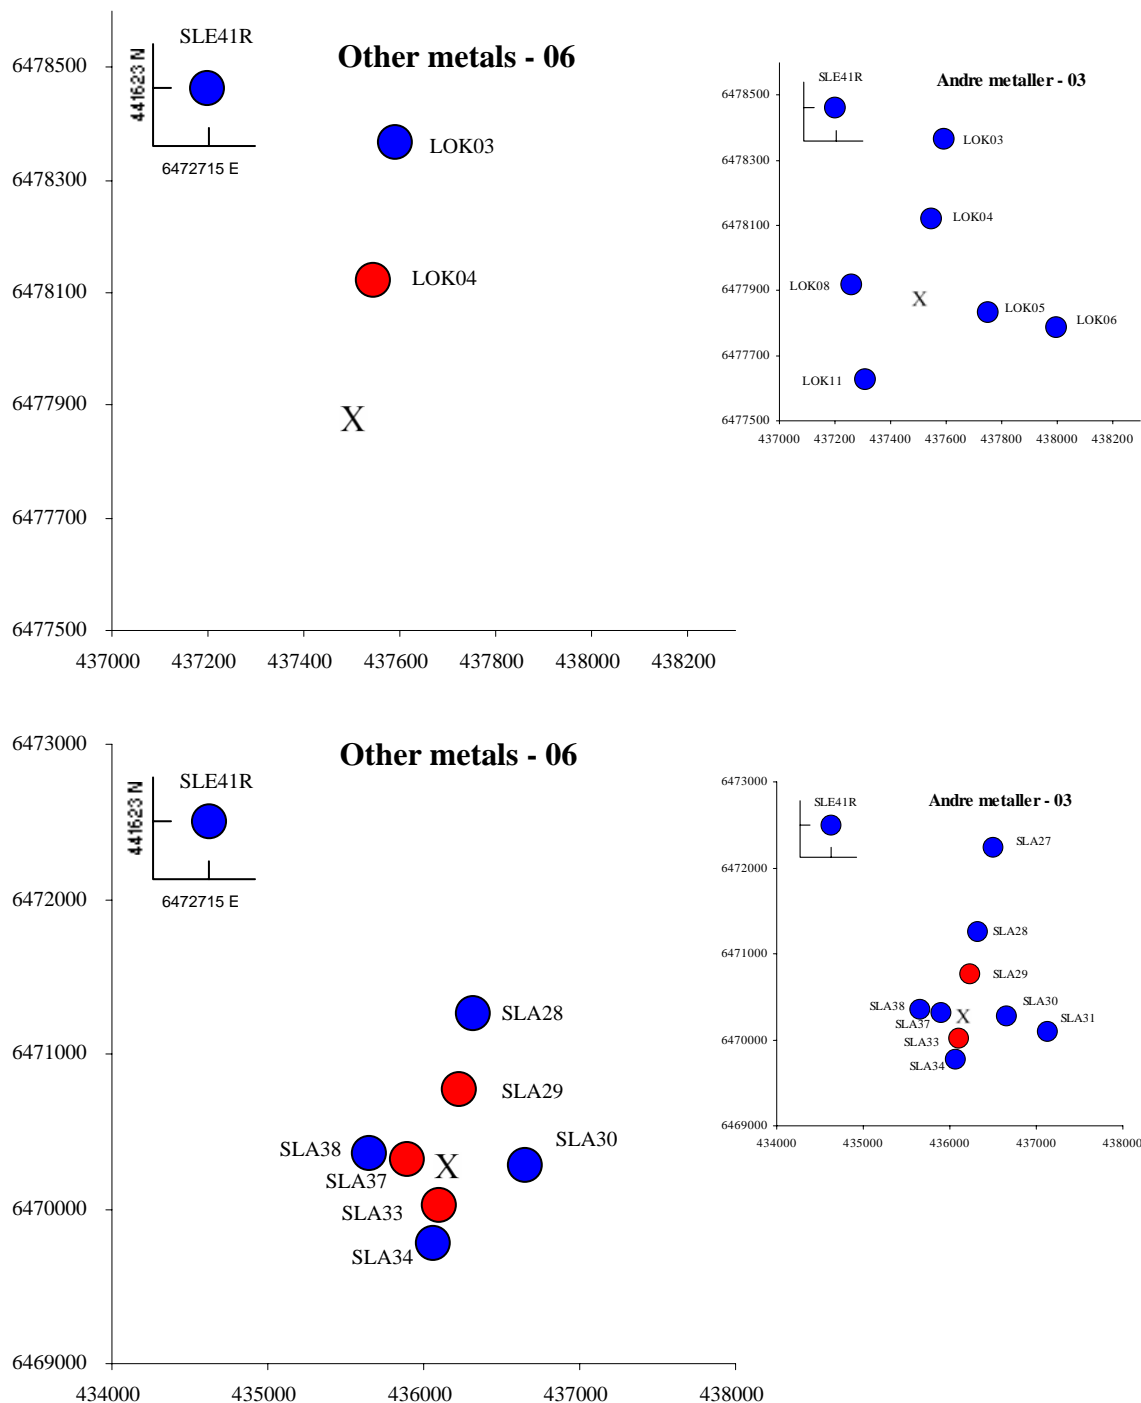 Other metals - 06
SLE41R
441623 N
6472715 E
6478500
6478300
6478100
6477900
6477700
6477500
LOK03
LOK04
X
437000 437200 437400 437600 437800 438000 438200
Andre metaller - 03
SLE41R
6478500
6478300
6478100
6477900
6477700
6477500
LOK03
LOK04
LOK08
X
LOK05
LOK06
LOK11
437000 437200 437400 437600 437800 438000 438200
Other metals - 06
SLE41R
441623 N
6472715 E
6473000
6472000
6471000
6470000
6469000
SLA28
SLA29
SLA30
SLA38
X
SLA37
SLA33
SLA34
434000 435000 436000 437000 438000
Andre metaller - 03
SLE41R
6473000
6472000
6471000
6470000
6469000
SLA27
SLA28
SLA29
SLA30
SLA38
X
SLA31
SLA37
SLA33
SLA34
434000 435000 436000 437000 438000